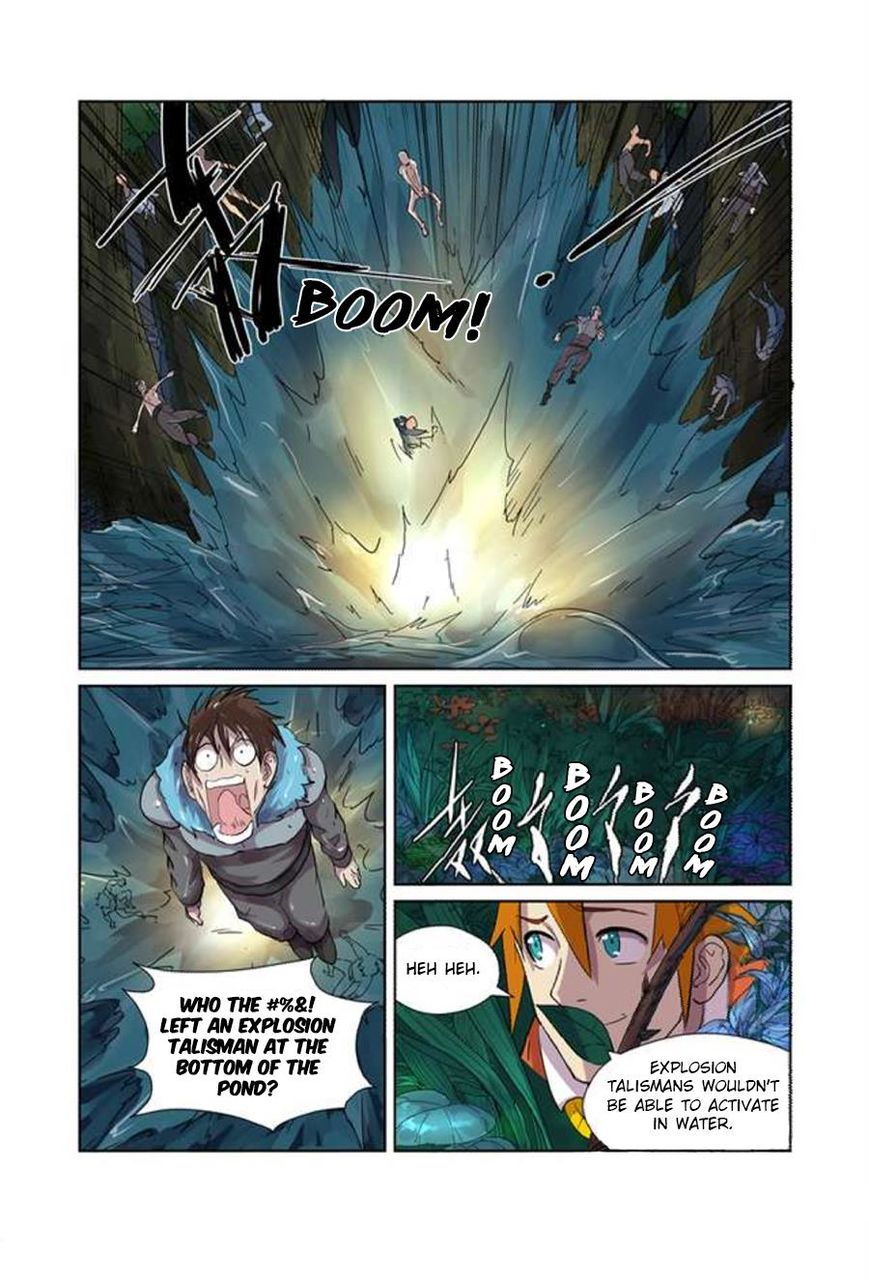 BOOM!
WHO THE #%&!
LEFT AN EXPLOSION
TALISMAN AT THE
BOTTOM OF THE
POND?
BOOM
BOOM
BOOM
BOOM
HEH HEH.
EXPLOSION
TALISMANS WOULDN'T
BE ABLE TO ACTIVATE
IN WATER.